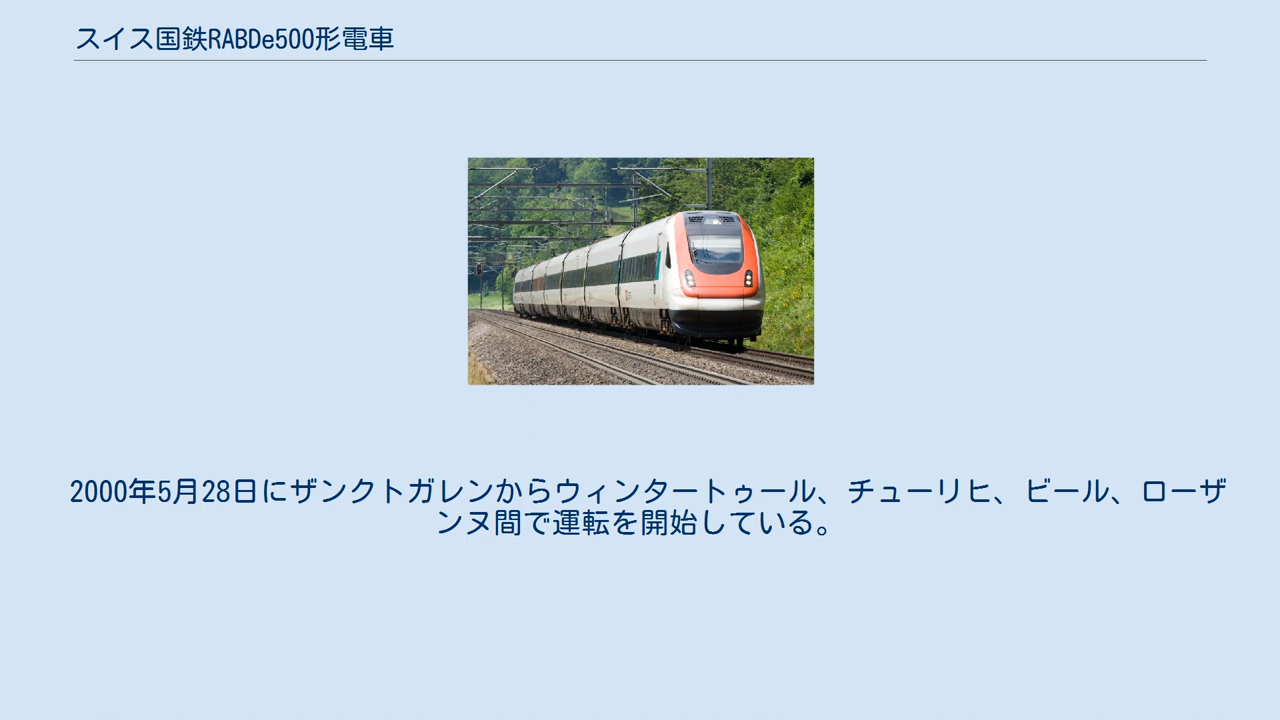 スイス国鉄RABDe500形電車
2000年5月28日にザンクトガレンからウィンタートゥール、チューリヒ、ビール、ローザ
ンヌ間で運転を開始している。